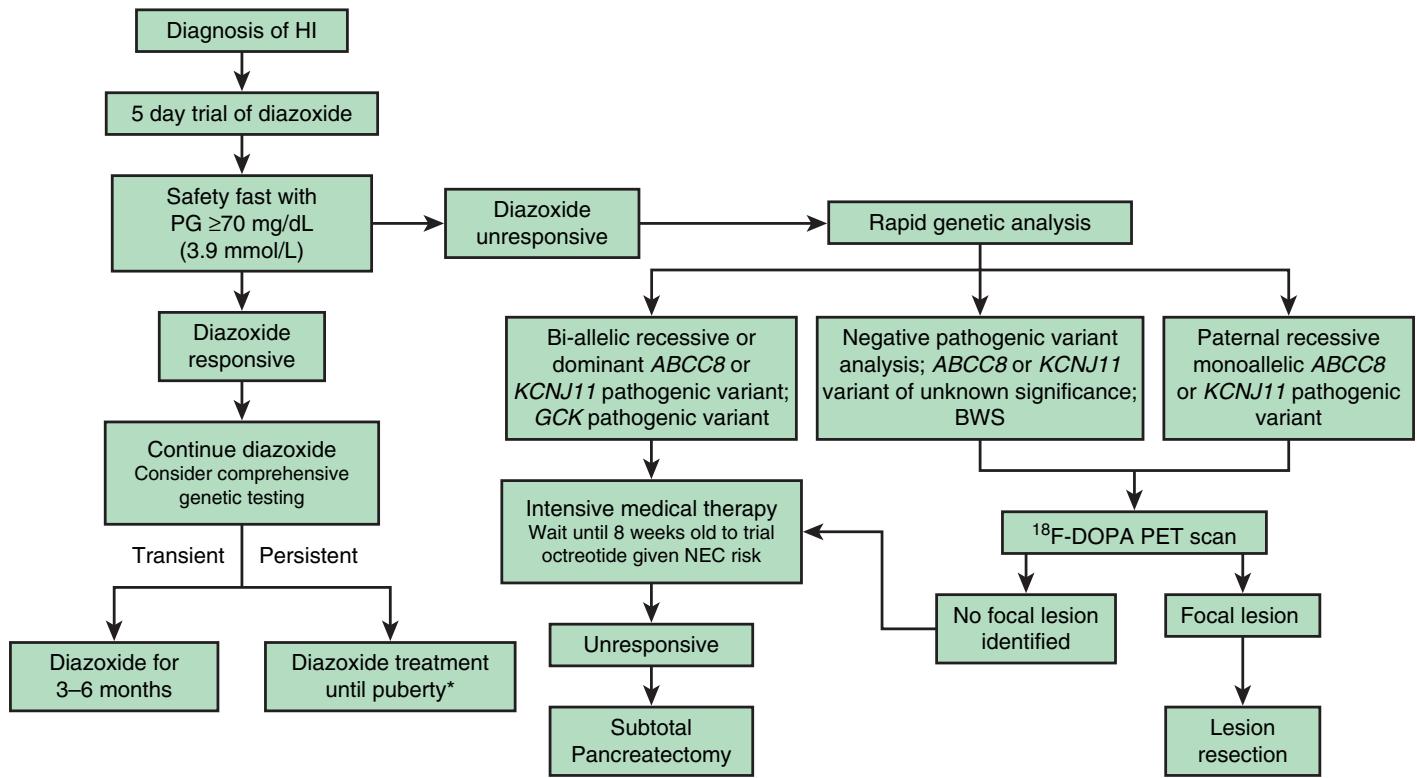 Diagnosis of HI
5 day trial of diazoxide
Safety fast with
PG ≥70 mg/dL
(3.9 mmol/L)
Diazoxide
unresponsive
Rapid genetic analysis
Diazoxide
responsive
Bi-allelic recessive or
dominant ABCC8 or
KCNJ11 pathogenic variant;
GCK pathogenic variant
Negative pathogenic variant
analysis; ABCC8 or KCNJ11
variant of unknown significance;
BWS
Paternal recessive
monoallelic ABCC8
or KCNJ11 pathogenic
variant
Continue diazoxide
Consider comprehensive
genetic testing
Intensive medical therapy
Wait until 8 weeks old to trial
octreotide given NEC risk
18F-DOPA PET scan
Transient
Persistent
No focal lesion
identified
Focal lesion
Diazoxide for
3–6 months
Diazoxide treatment
until puberty*
Unresponsive
Subtotal
Pancreatectomy
Lesion
resection